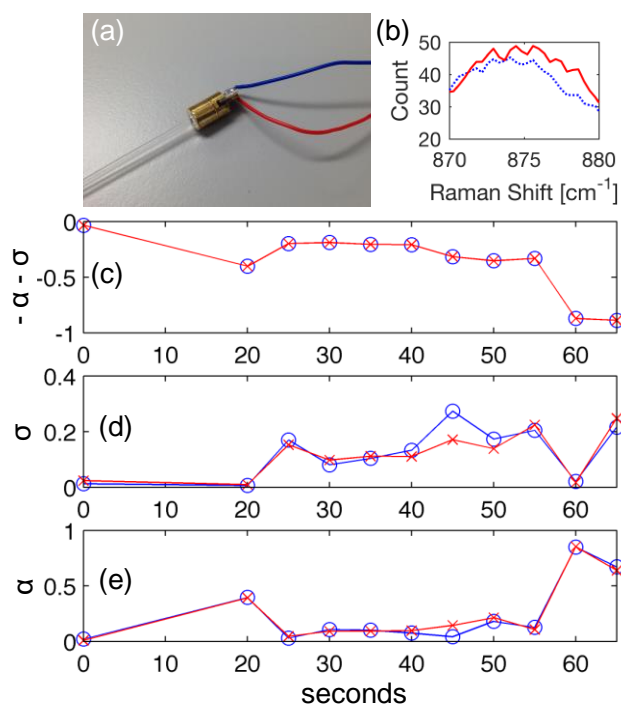 (a)
(b)
50
40
30
20
Count
870 875 880
Raman Shift [cm⁻¹]
0
-0.5
-1
- α - σ
(c)
0 10 20 30 40 50 60
0.4
0.2
0
σ
(d)
0 10 20 30 40 50 60
1
0.5
0
α
(e)
0 10 20 30 40 50 60
seconds